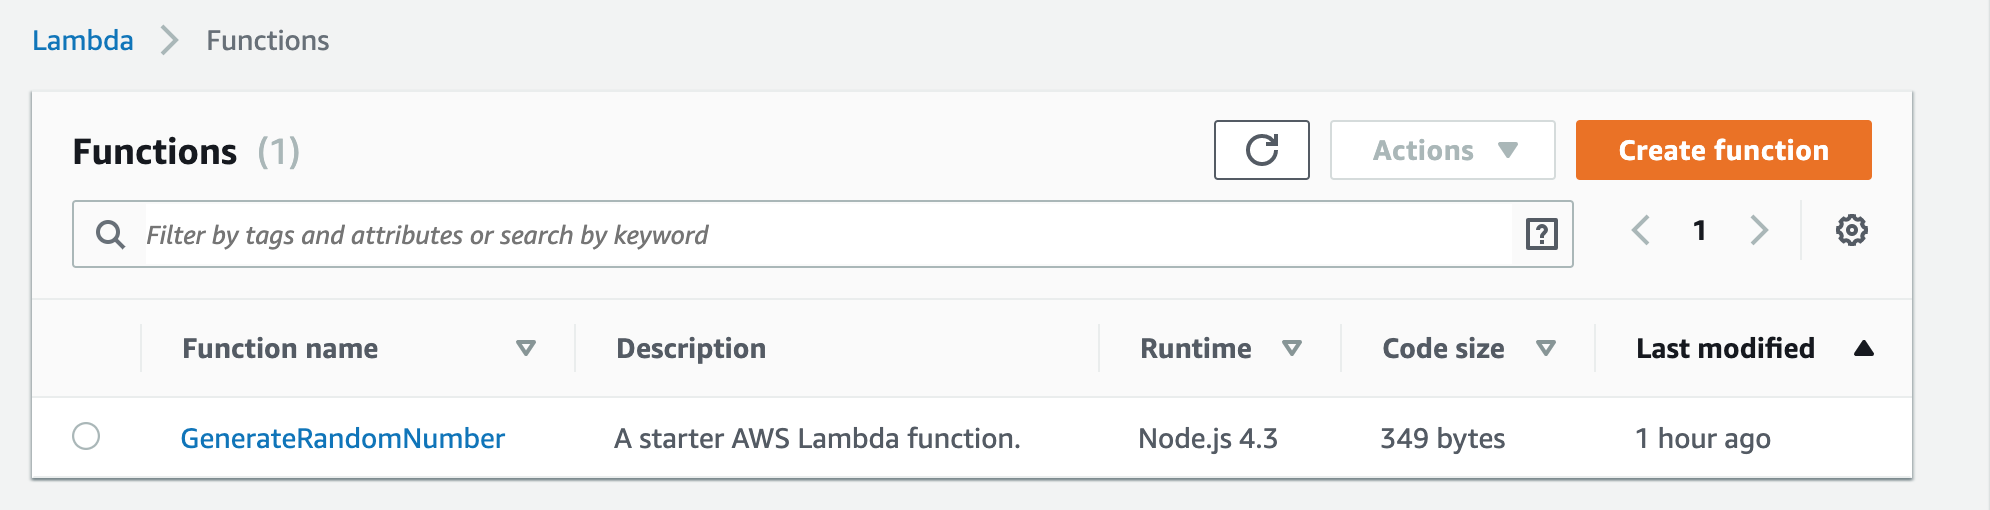 Lambda > Functions
Functions (1)
Actions
Create function
Filter by tags and attributes or search by keyword
?
1
Function name Description Runtime Code size Last modified
GenerateRandomNumber A starter AWS Lambda function. Node.js 4.3 349 bytes 1 hour ago